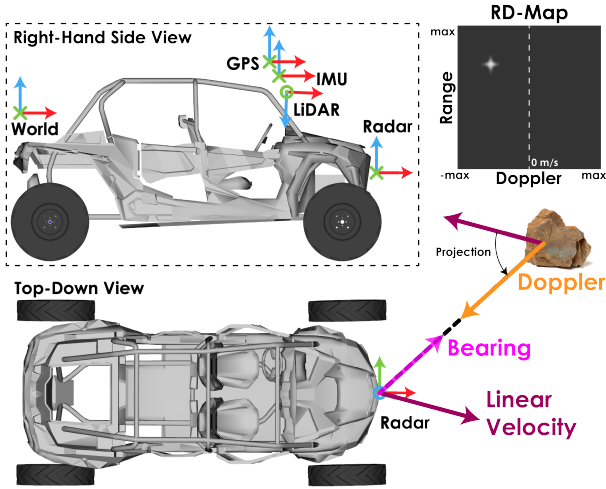 Right-Hand Side View
GPS
IMU
LiDAR
World
Radar
RD-Map
max
Range
0 m/s
-max
Doppler
max
Projection
Doppler
Top-Down View
Bearing
Radar
Linear
Velocity